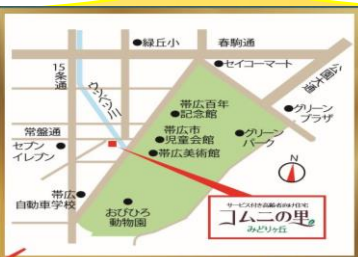 緑丘小
春駒通
15条通
セイコーマート
公園大通
ウツベツ川
帯広百年
記念館
グリーン
プラザ
常盤通
帯広市
児童会館
グリーン
パーク
セブン
イレブン
帯広美術館
N
帯広
自動車学校
おびひろ
動物園
サービス付き高齢者向け住宅
コムニの里
みどりヶ丘